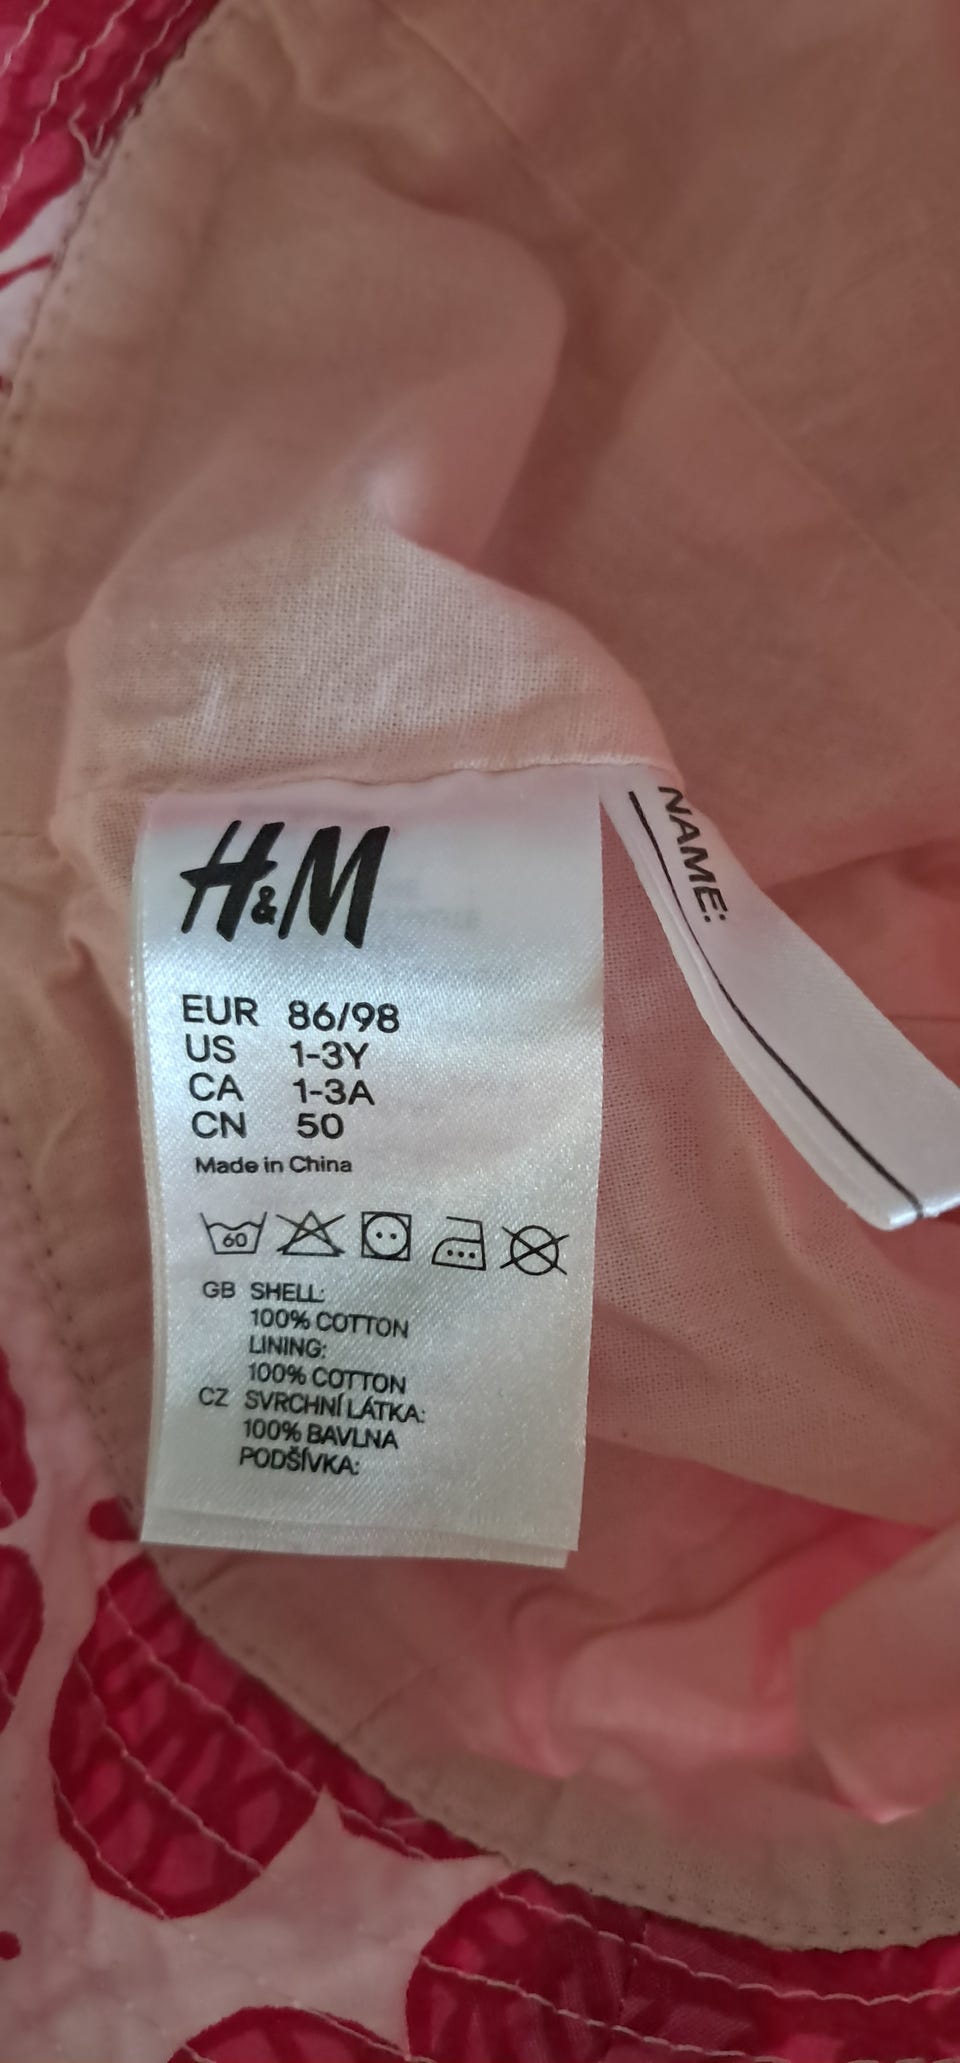 H&M
EUR 86/98
US 1-3Y
CA 1-3A
CN 50
Made in China
60
GB SHELL:
100% COTTON
LINING:
100% COTTON
CZ SVRCHNÍ LÁTKA:
100% BAVLNA
PODŠÍVKA:
NAME: